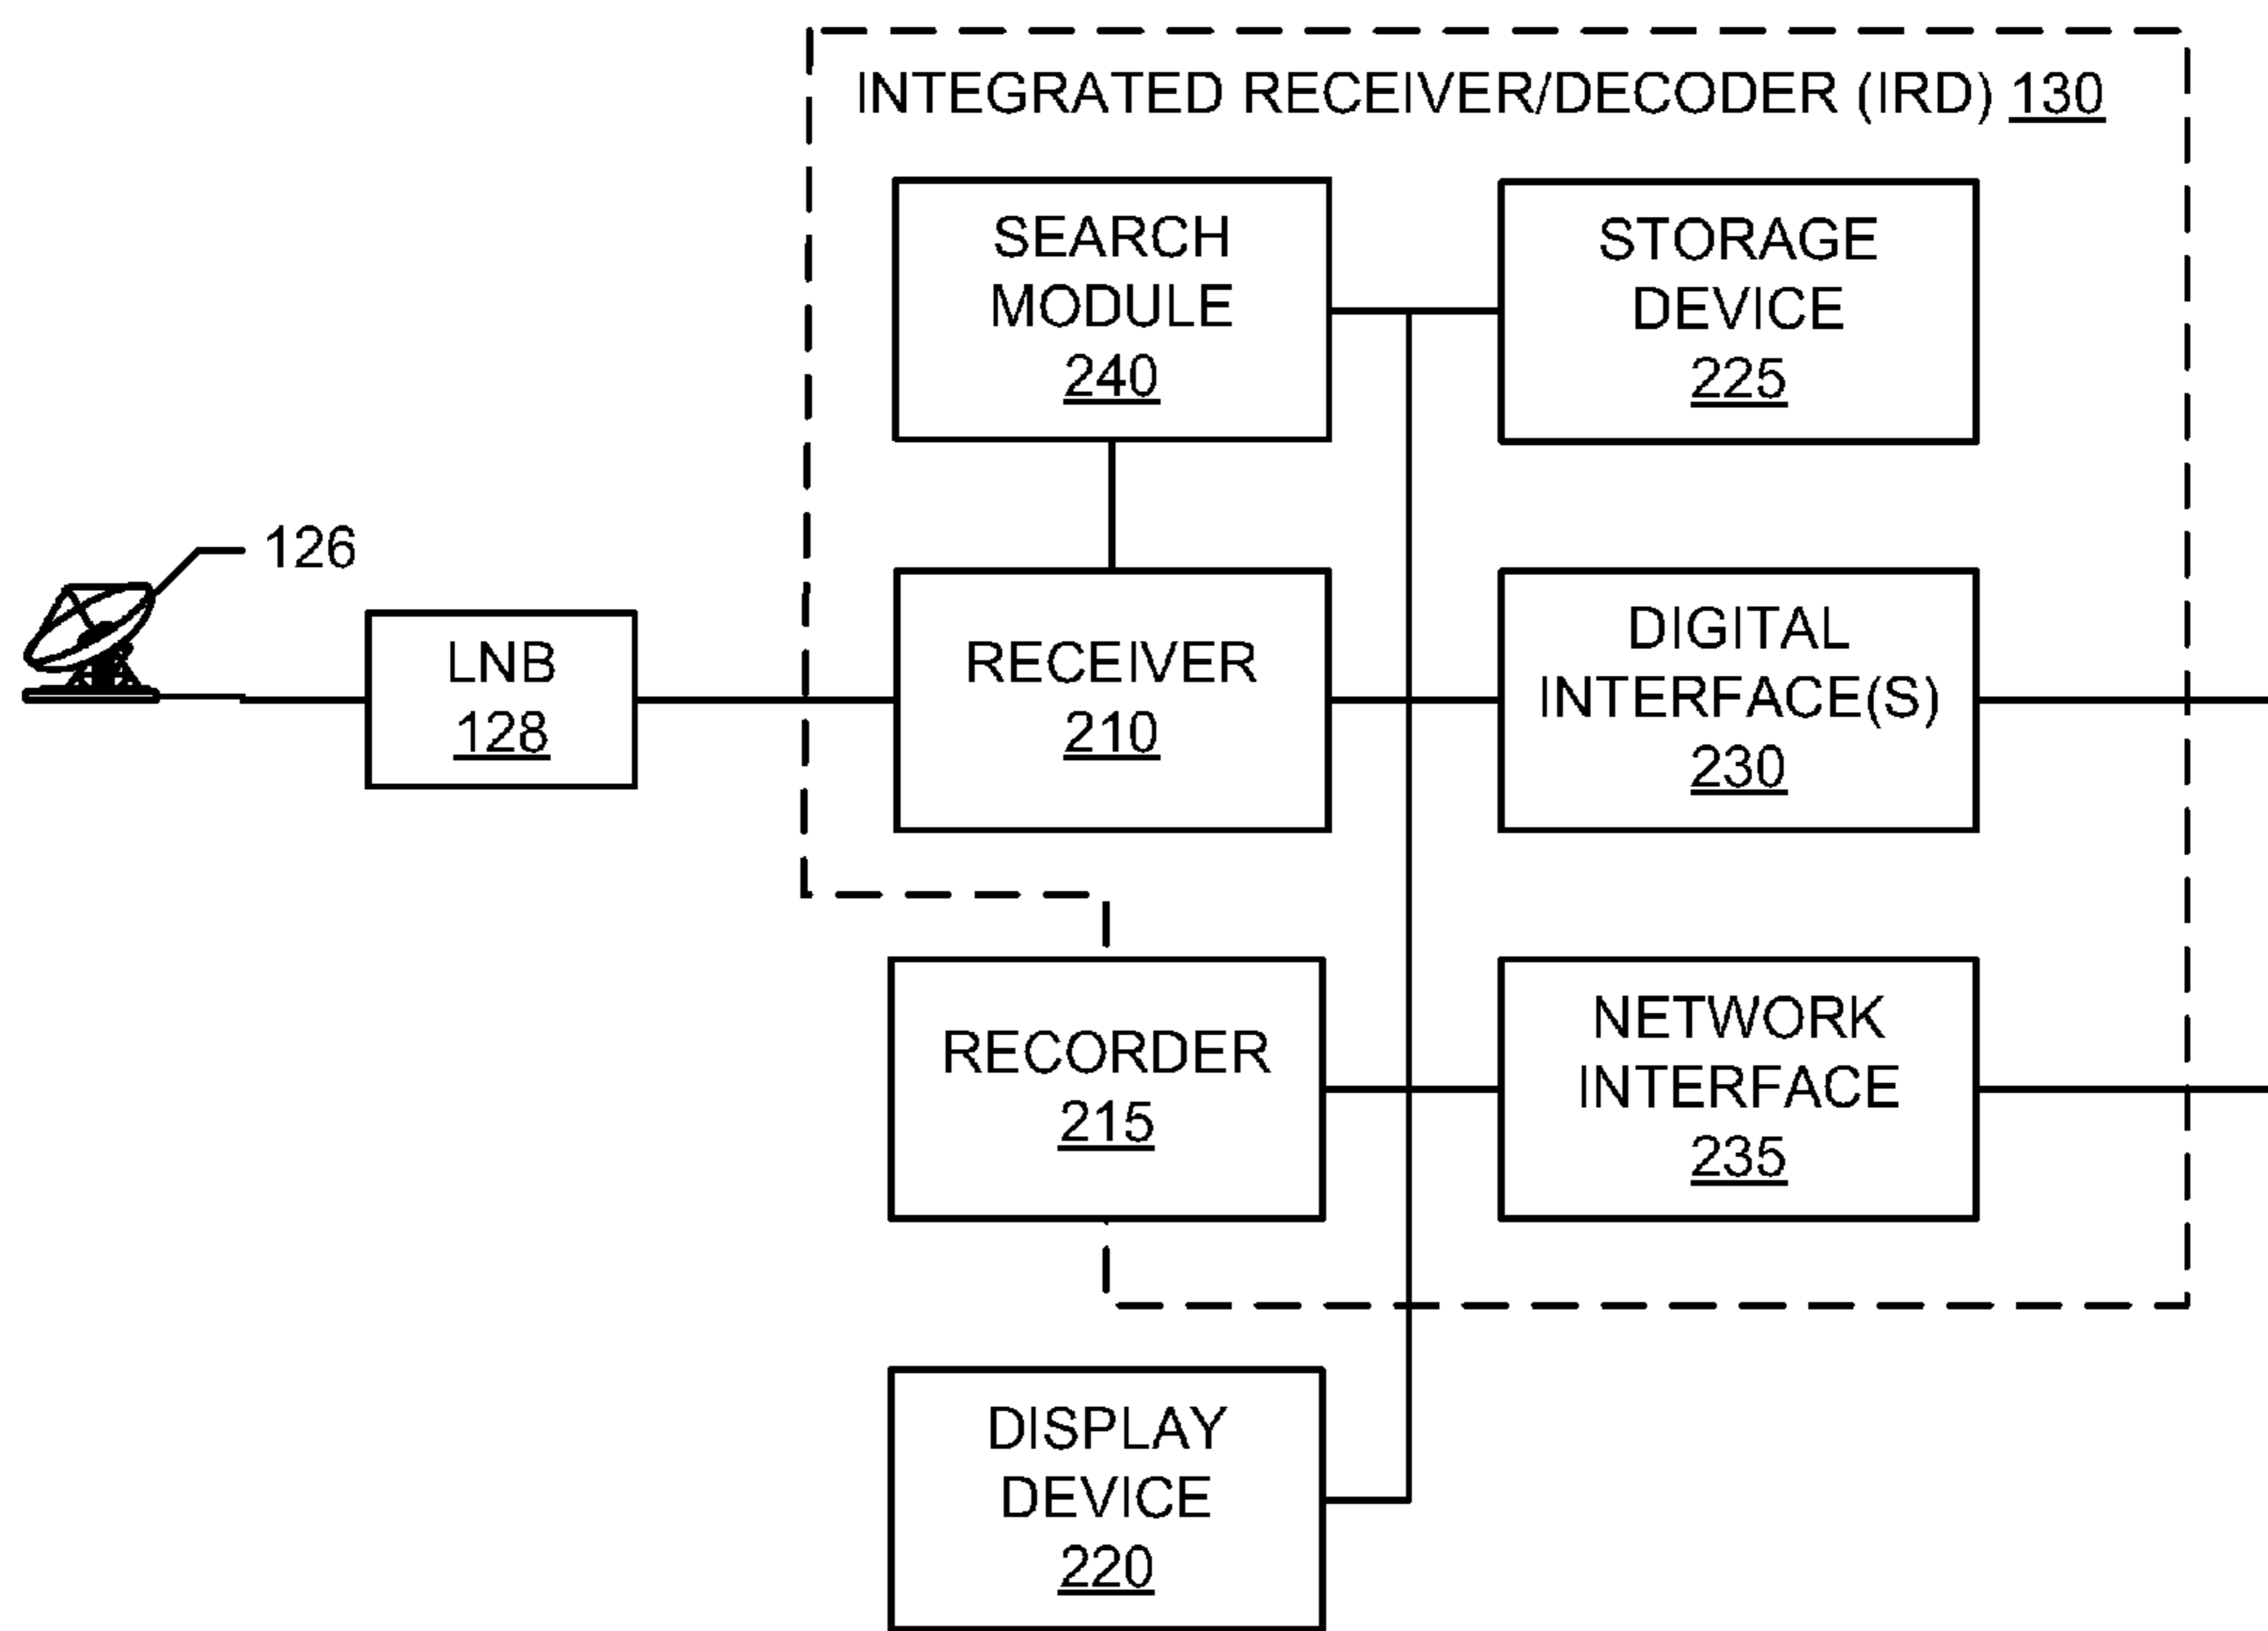 INTEGRATED RECEIVER/DECODER (IRD) 130
SEARCH
MODULE
240
STORAGE
DEVICE
225
126
LNB
128
RECEIVER
210
DIGITAL
INTERFACE(S)
230
RECORDER
215
NETWORK
INTERFACE
235
DISPLAY
DEVICE
220